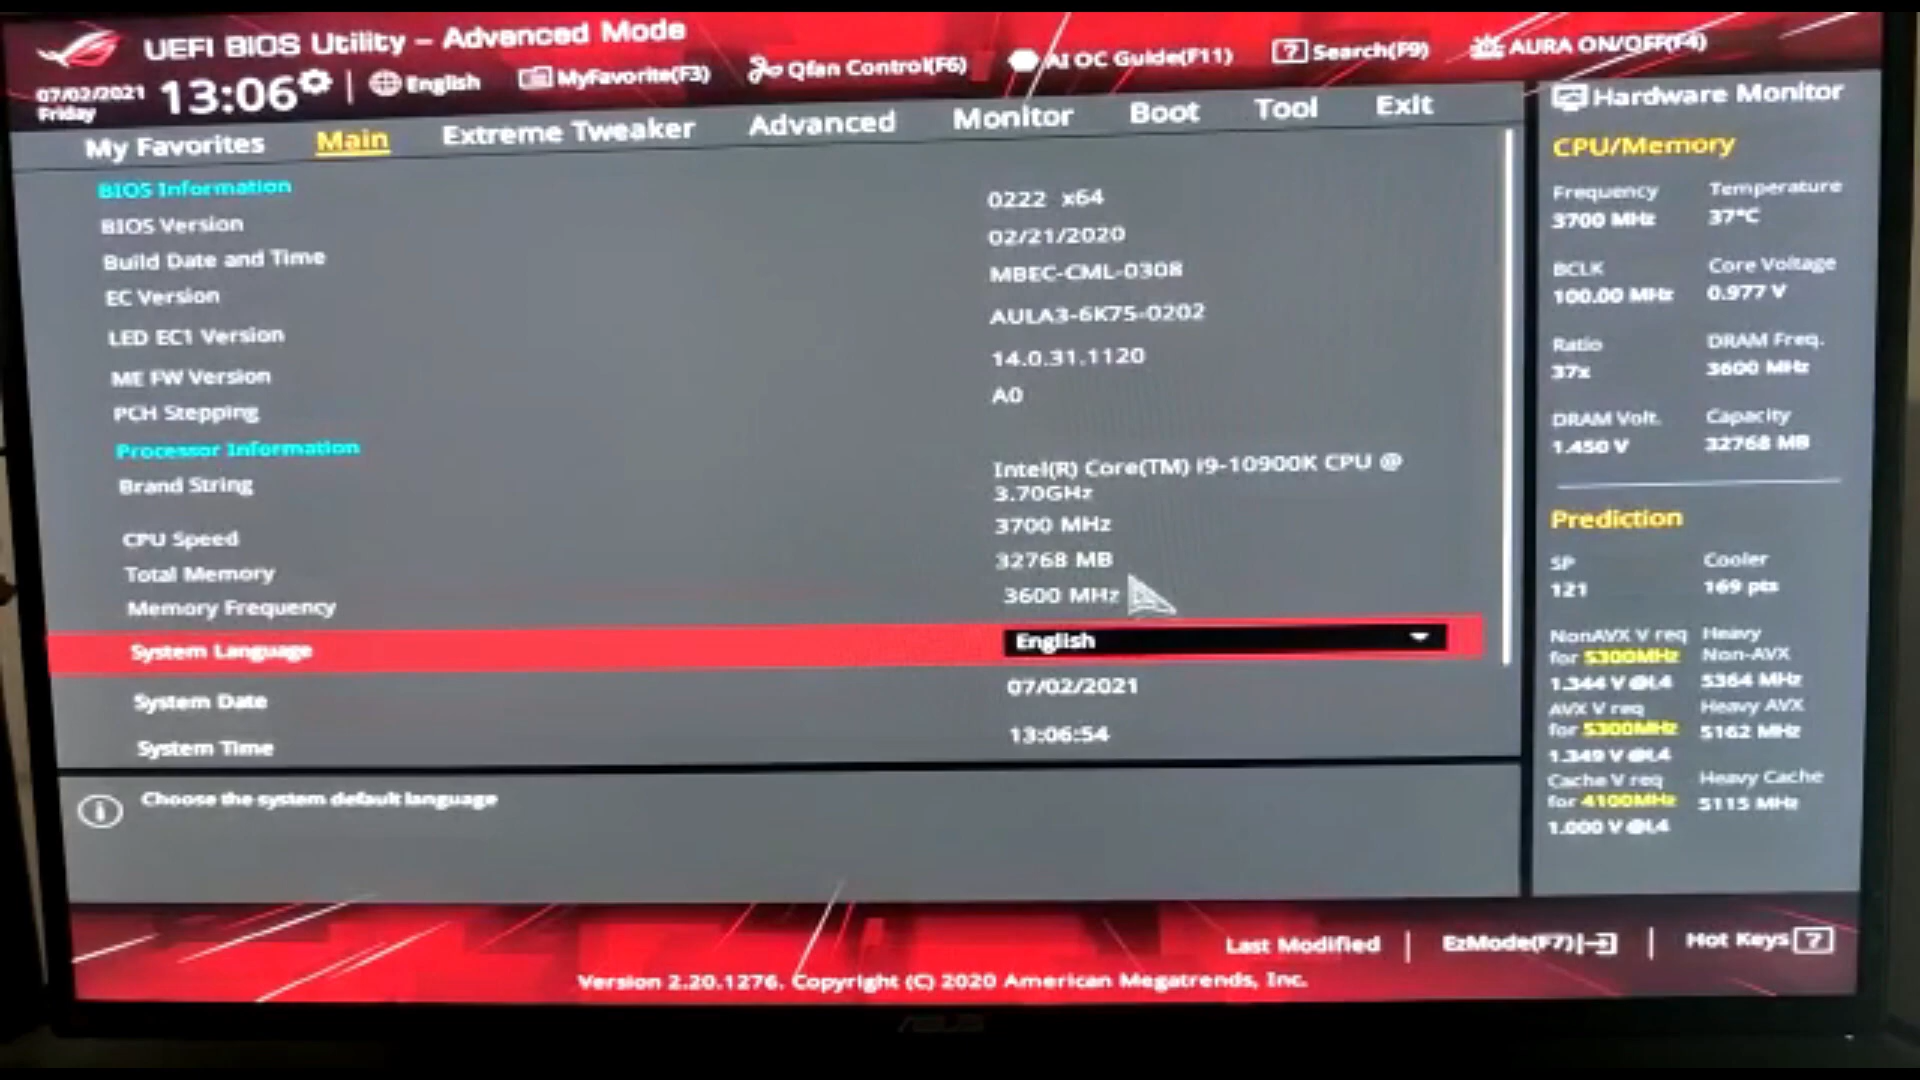 UEFI BIOS Utility – Advanced Mode
07/02/2021
Friday
13:06
English
MyFavorite(F3)
Qfan Control(F6)
AI OC Guide(F11)
Search(F9)
AURA ON/OFF(F4)
My Favorites
Main
Extreme Tweaker
Advanced
Monitor
Boot
Tool
Exit
BIOS Information
BIOS Version
0222 x64
Build Date and Time
02/21/2020
EC Version
MBEC-CML-0308
LED EC1 Version
AULA3-6K75-0202
ME FW Version
14.0.31.1120
PCH Stepping
A0
Processor Information
Brand String
Intel(R) Core(TM) i9-10900K CPU @
3.70GHz
CPU Speed
3700 MHz
Total Memory
32768 MB
Memory Frequency
3600 MHz
System Language
English
System Date
07/02/2021
System Time
13:06:54
Choose the system default language
Hardware Monitor
CPU/Memory
Frequency Temperature
3700 MHz 37°C
BCLK Core Voltage
100.00 MHz 0.977 V
Ratio DRAM Freq.
37x 3600 MHz
DRAM Volt. Capacity
1.450 V 32768 MB
Prediction
SP Cooler
121 169 pts
NonAVX V req Heavy
for 5300MHz Non-AVX
1.344 V @L4 5364 MHz
AVX V req Heavy AVX
for 5300MHz 5162 MHz
1.349 V @L4
Cache V req Heavy Cache
for 4100MHz 5115 MHz
1.000 V @L4
Last Modified
EzMode(F7)
Hot Keys ?
Version 2.20.1276. Copyright (C) 2020 American Megatrends, Inc.
ASUS